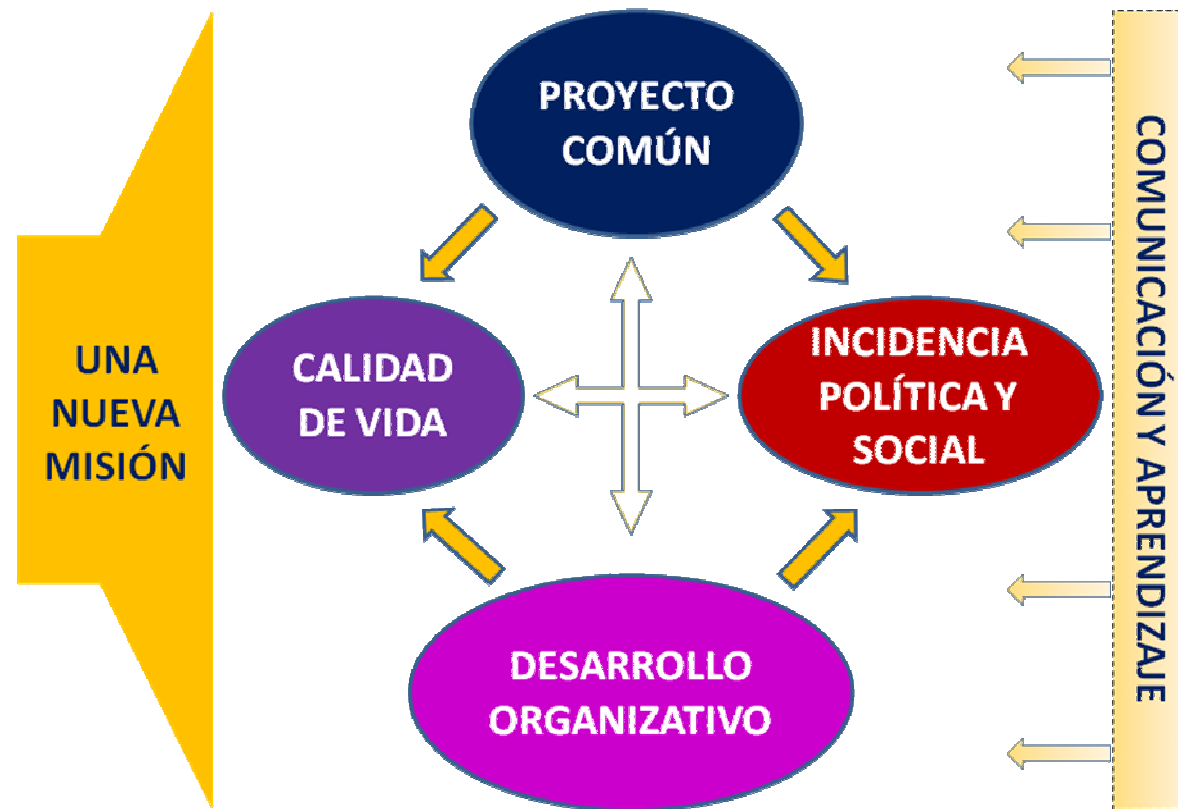 PROYECTO
COMÚN
UNA
NUEVA
MISIÓN
CALIDAD
DE VIDA
INCIDENCIA
POLÍTICA Y
SOCIAL
DESARROLLO
ORGANIZATIVO
COMUNICACIÓN Y APRENDIZAJE